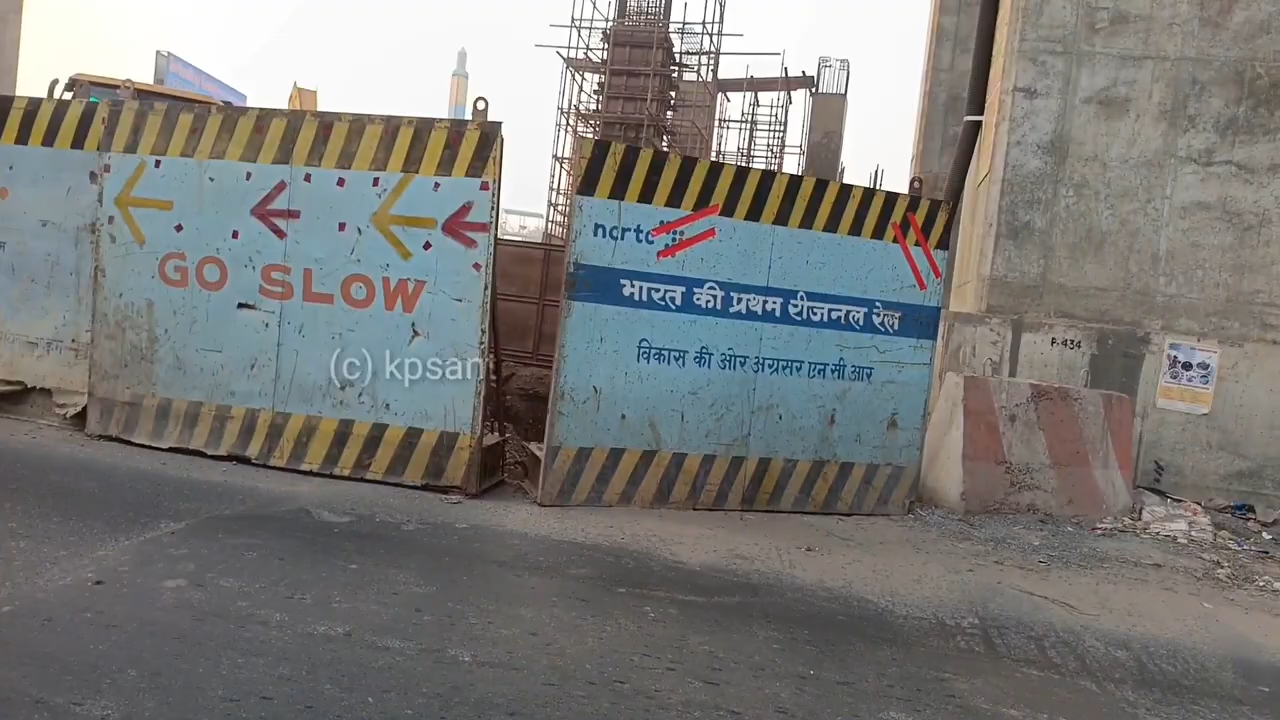 GO SLOW
(c) kpsant
ncrtc
भारत की प्रथम रीजनल रेल
विकास की ओर अग्रसर एन सी आर
P-434